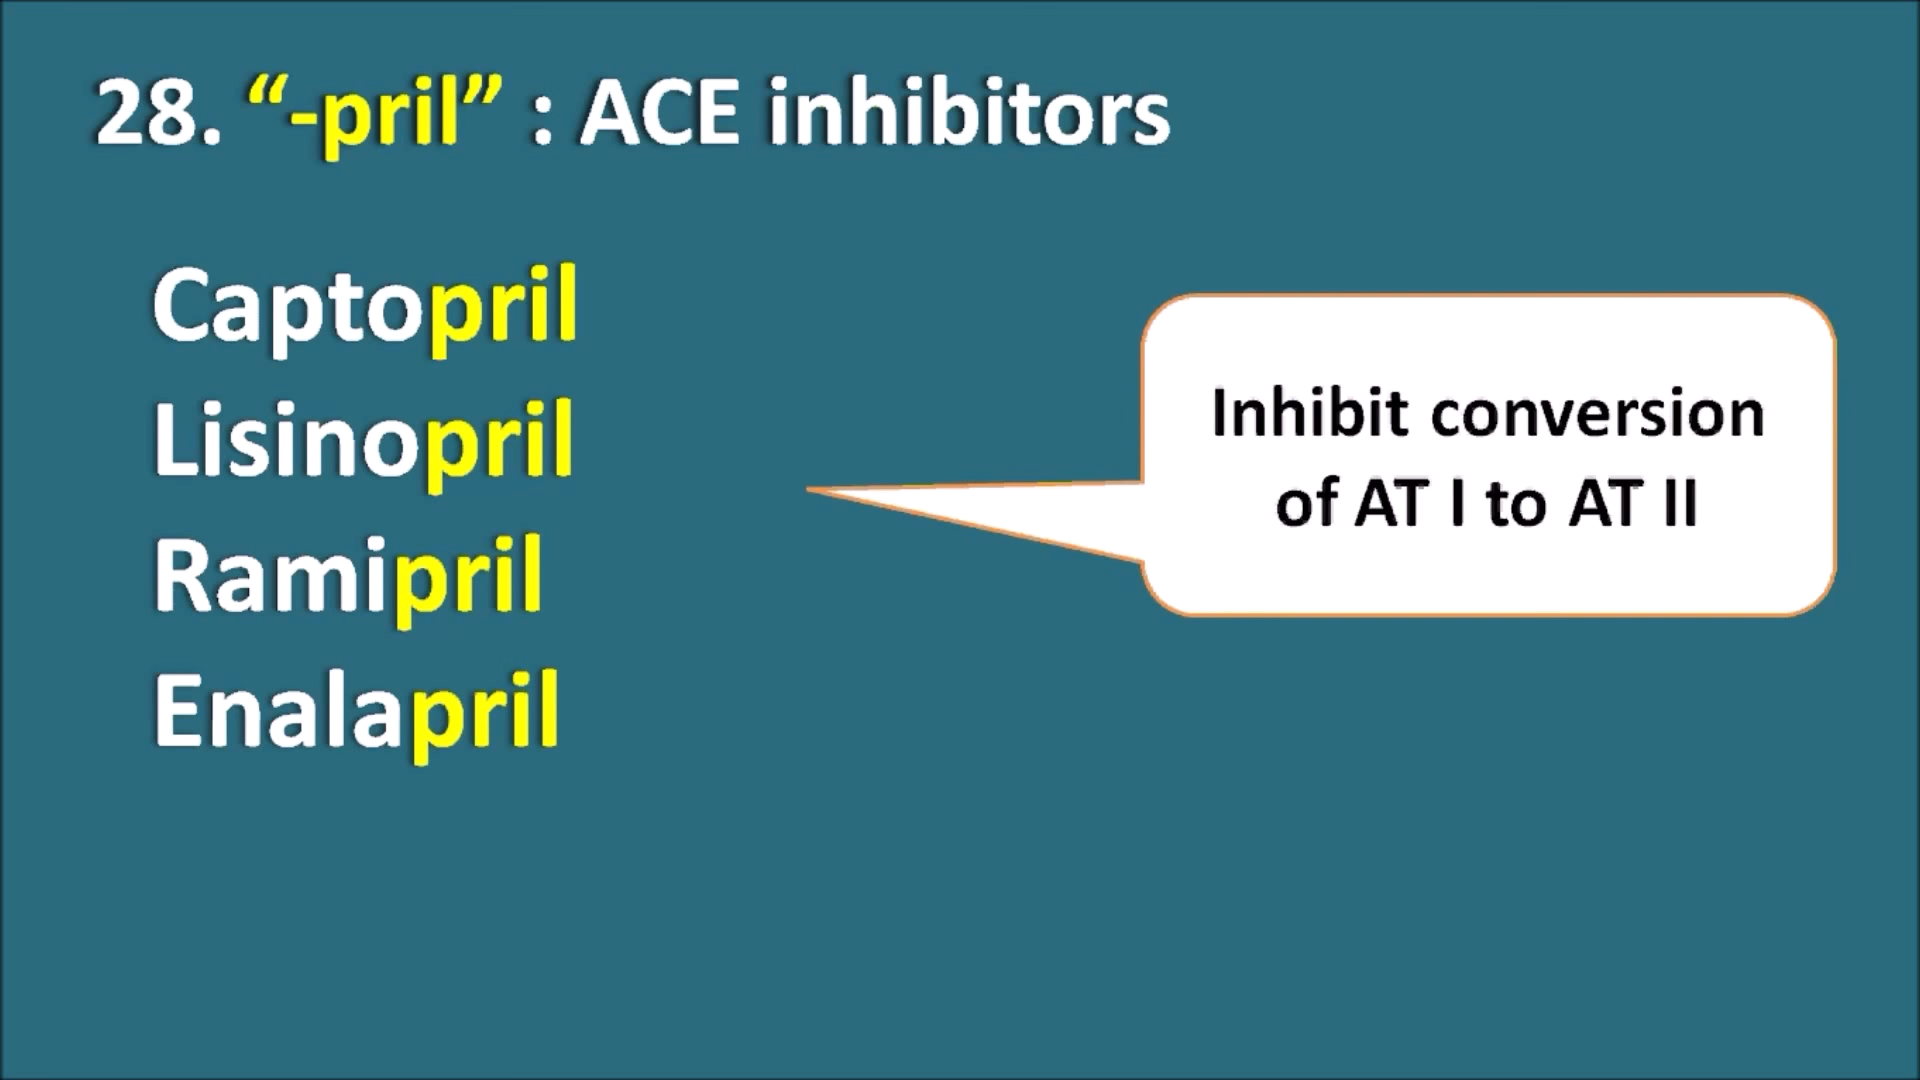 28. “-pril” : ACE inhibitors
Captopril
Lisinopril
Ramipril
Enalapril
Inhibit conversion
of AT I to AT II